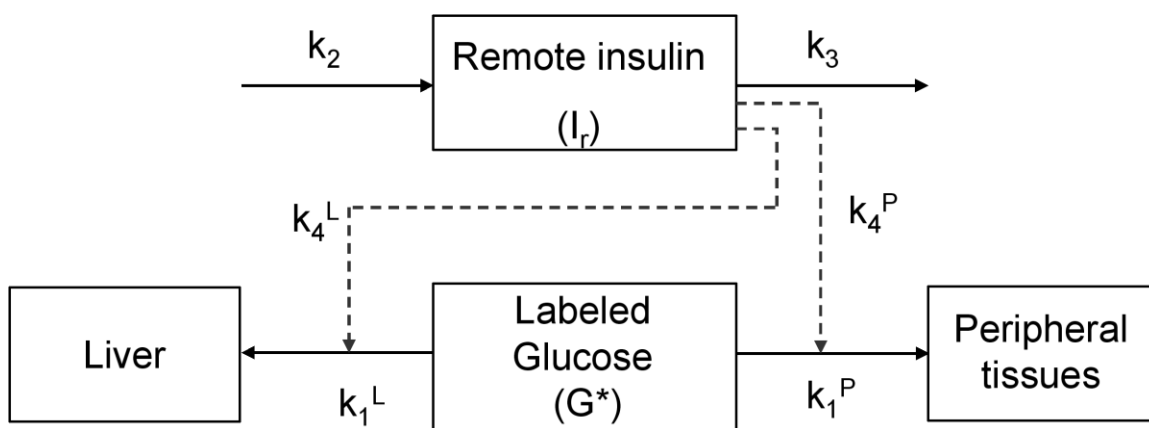 k₂
Remote insulin
(Iᵣ)
k₃
k₄ᴸ
k₄ᴾ
Liver
k₁ᴸ
Labeled
Glucose
(G*)
k₁ᴾ
Peripheral
tissues